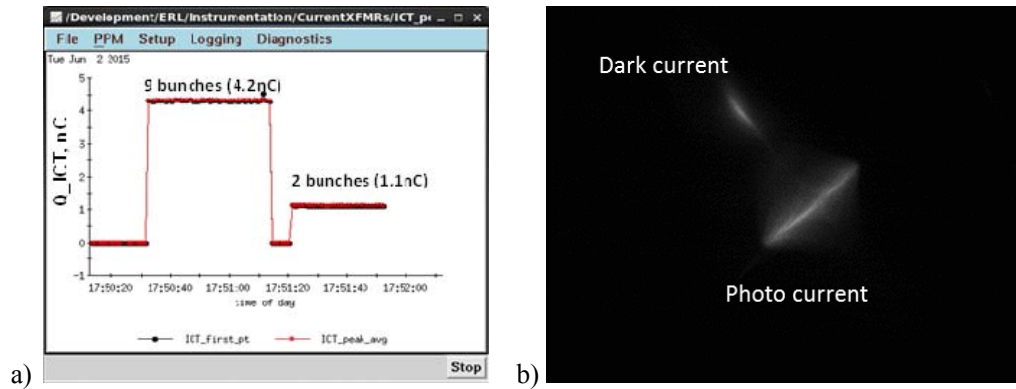 /Development/ERL/Instrumentation/CurrentXFMRs/ICT_p
File PPM Setup Logging Diagnostics
Tue Jun 2 2015
9 bunches (4.2nC)
2 bunches (1.1nC)
Q_ICT, nC
5
4
3
2
1
0
-1
17:50:20 17:50:40 17:51:00 17:51:20 17:51:40 17:52:00
time of day
ICT_first_pt ICT_peak_avg
Stop
a)
Dark current
Photo current
b)